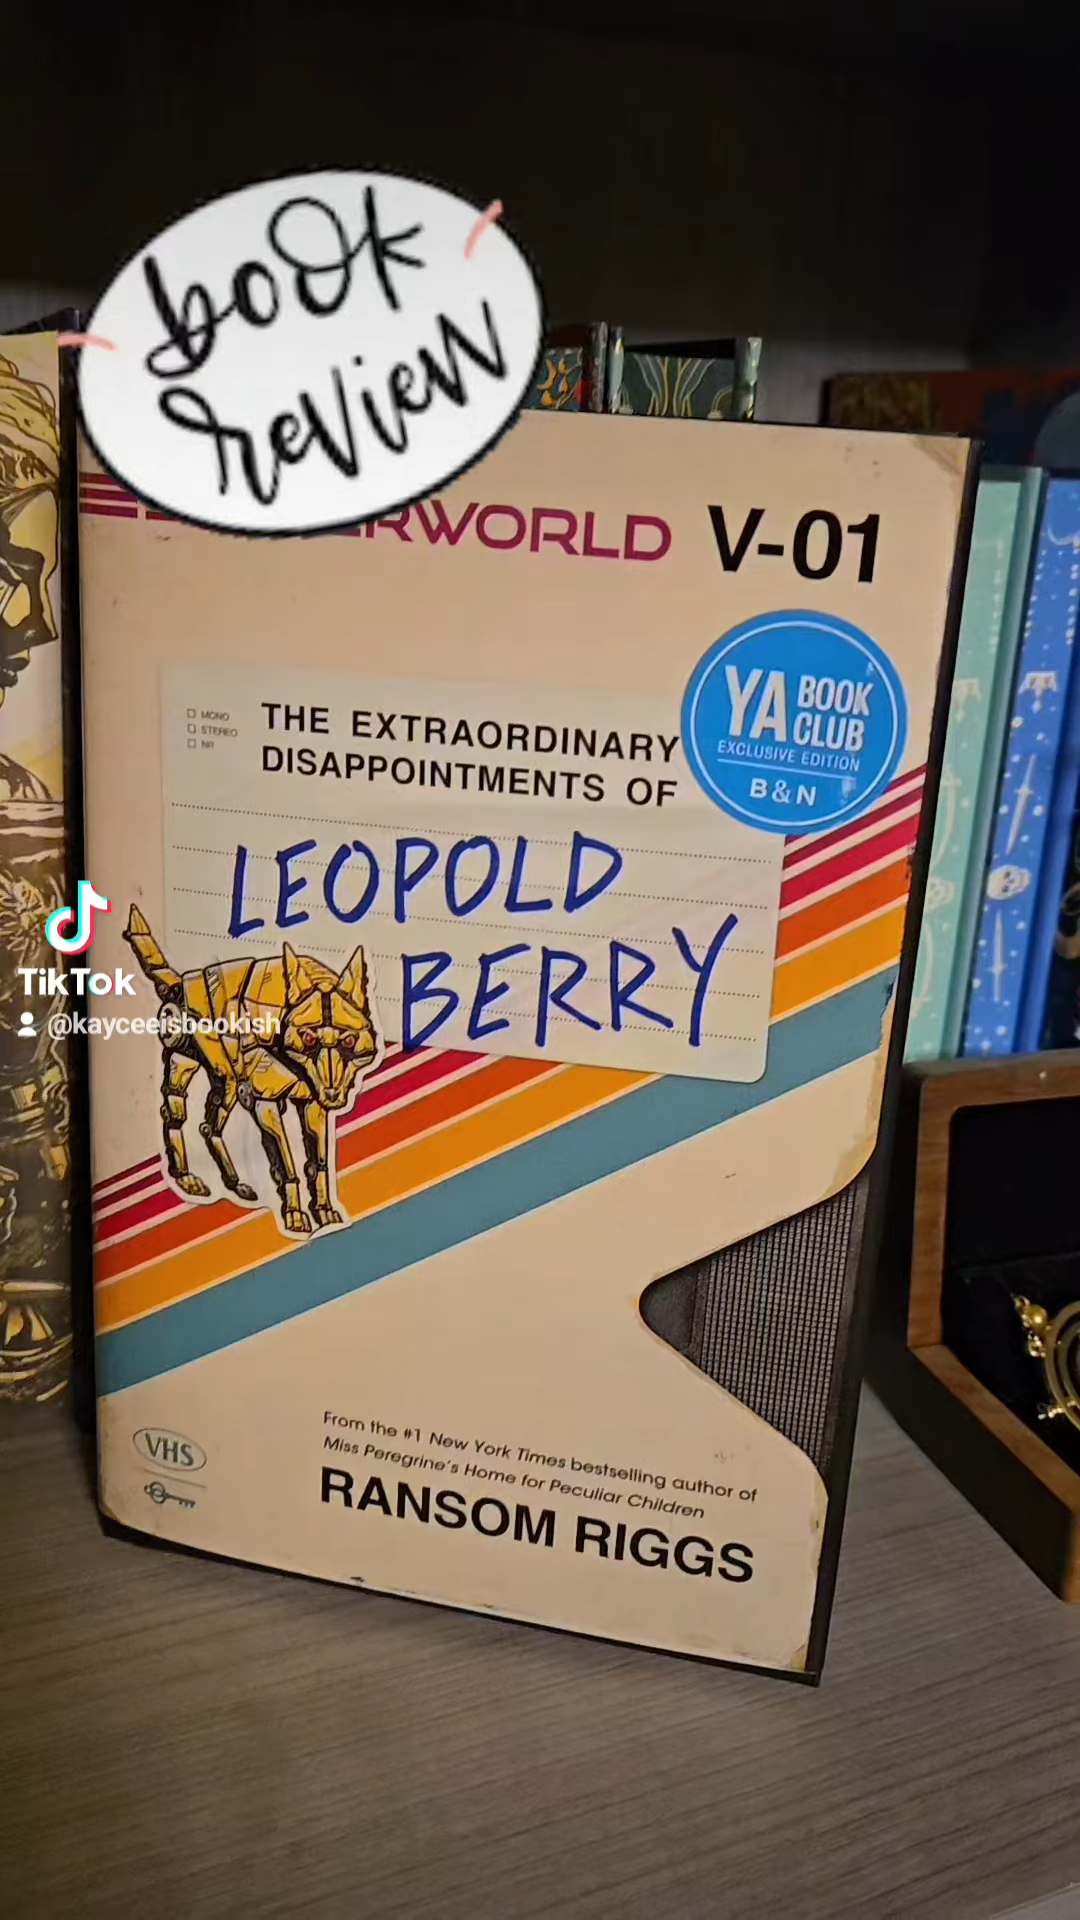 book
review
RWORLD V-01
YA BOOK
CLUB
EXCLUSIVE EDITION
B&N
MONO
STEREO
NR
THE EXTRAORDINARY
DISAPPOINTMENTS OF
LEOPOLD
BERRY
TikTok
@kayceeisbookish
VHS
From the #1 New York Times bestselling author of
Miss Peregrine's Home for Peculiar Children
RANSOM RIGGS